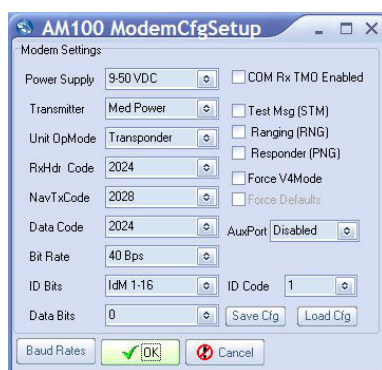 AM100 ModemCfgSetup
Modem Settings
Power Supply 9-50 VDC COM Rx TMO Enabled
Transmitter Med Power Test Msg (STM)
Unit OpMode Transponder Ranging (RNG)
Responder (PNG)
RxHdr Code 2024 Force V4Mode
NavTxCode 2028 Force Defaults
Data Code 2024 AuxPort Disabled
Bit Rate 40 Bps
ID Bits IdM 1-16 ID Code 1
Data Bits 0 Save Cfg Load Cfg
Baud Rates OK Cancel